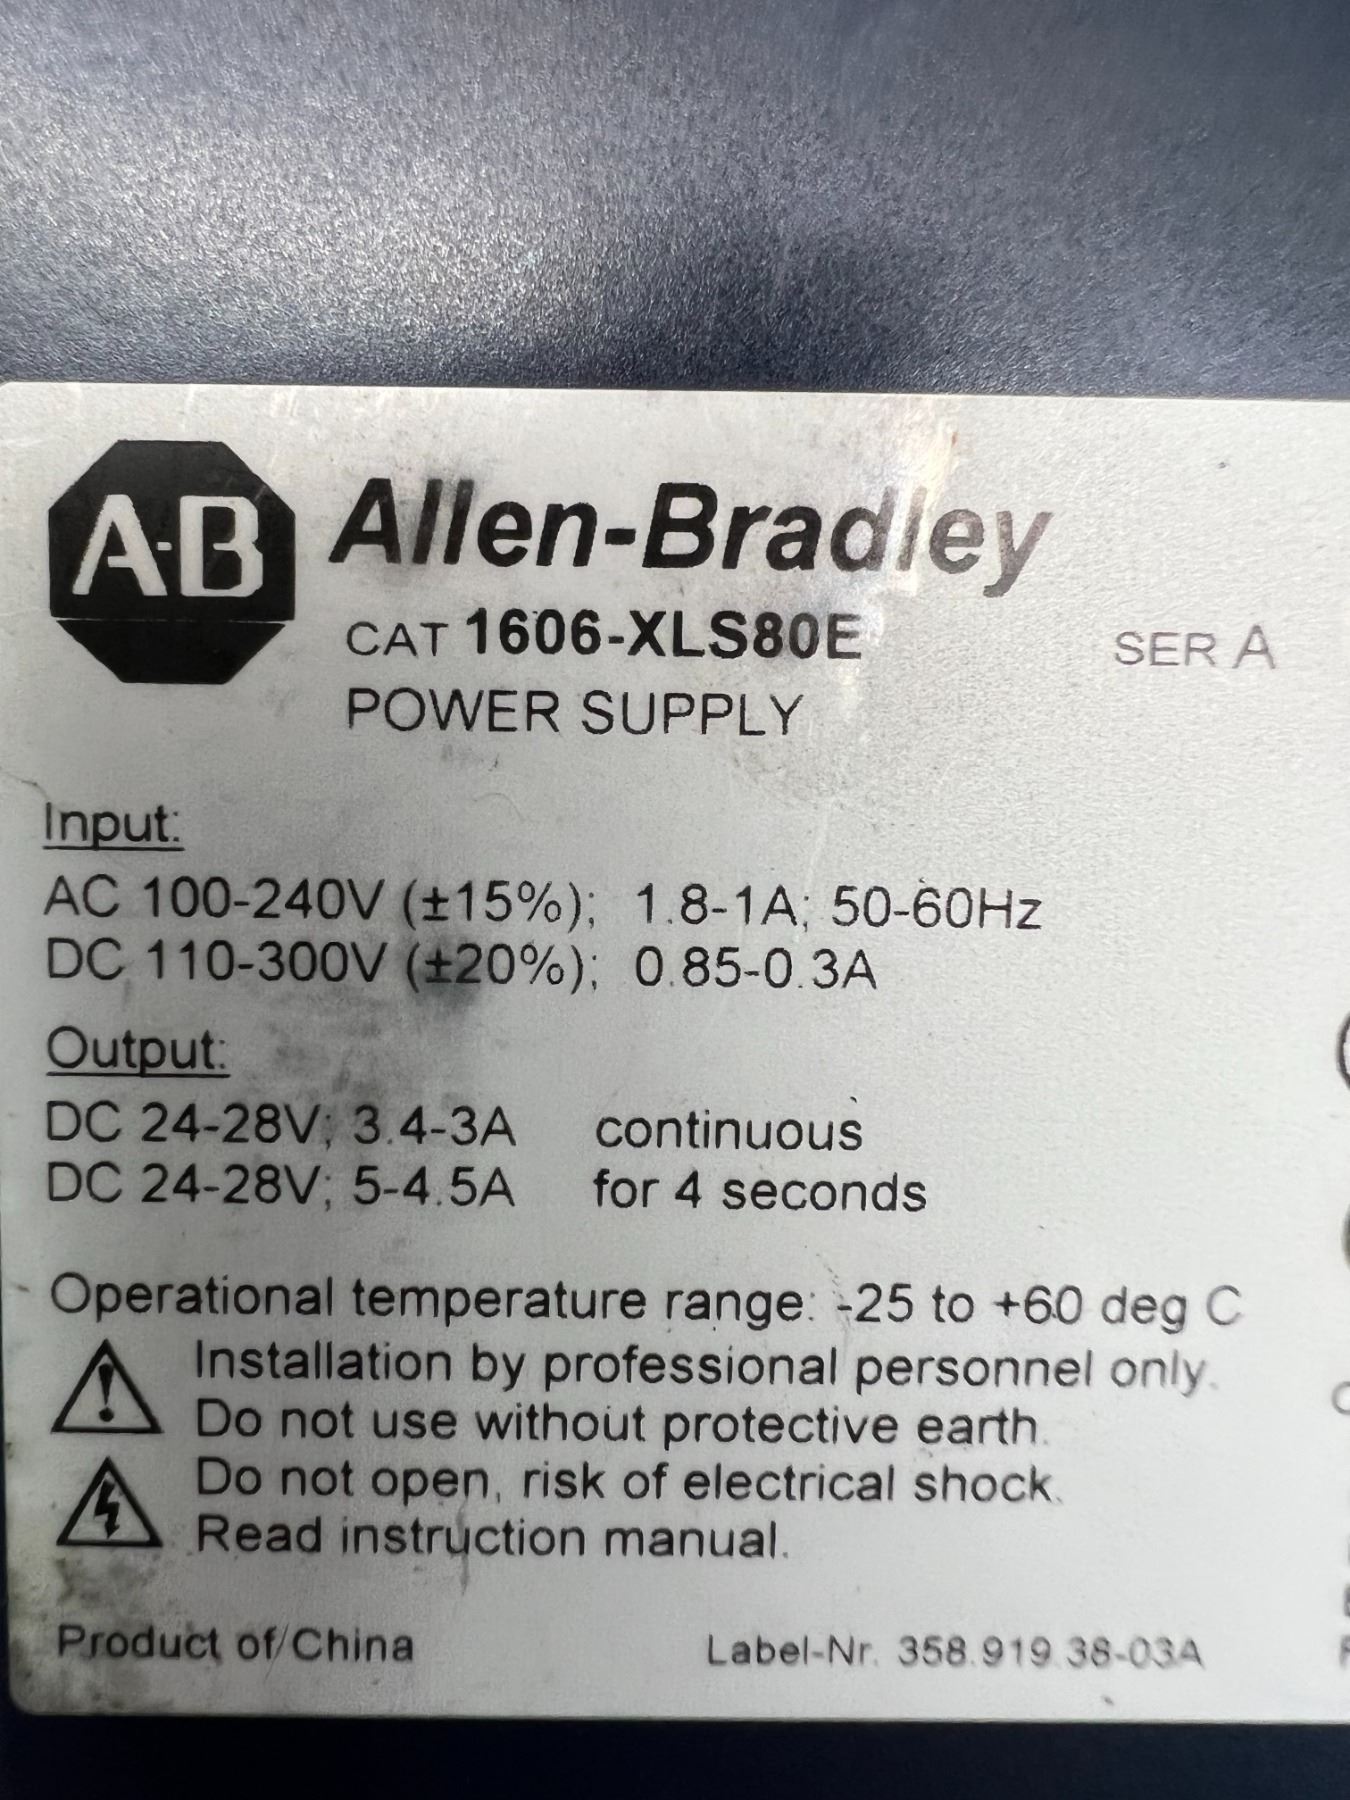 A-B Allen-Bradley
CAT 1606-XLS80E SER A
POWER SUPPLY
Input:
AC 100-240V (±15%); 1.8-1A; 50-60Hz
DC 110-300V (±20%); 0.85-0.3A
Output:
DC 24-28V; 3.4-3A continuous
DC 24-28V; 5-4.5A for 4 seconds
Operational temperature range: -25 to +60 deg C
Installation by professional personnel only.
Do not use without protective earth.
Do not open, risk of electrical shock.
Read instruction manual.
Product of China Label-Nr. 358.919.38-03A